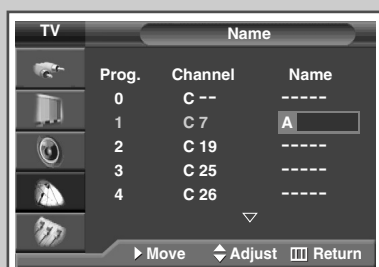 TV Name
Prog. Channel Name
0 C -- -----
1 C 7 A
2 C 19 -----
3 C 25 -----
4 C 26 -----
Move Adjust Return